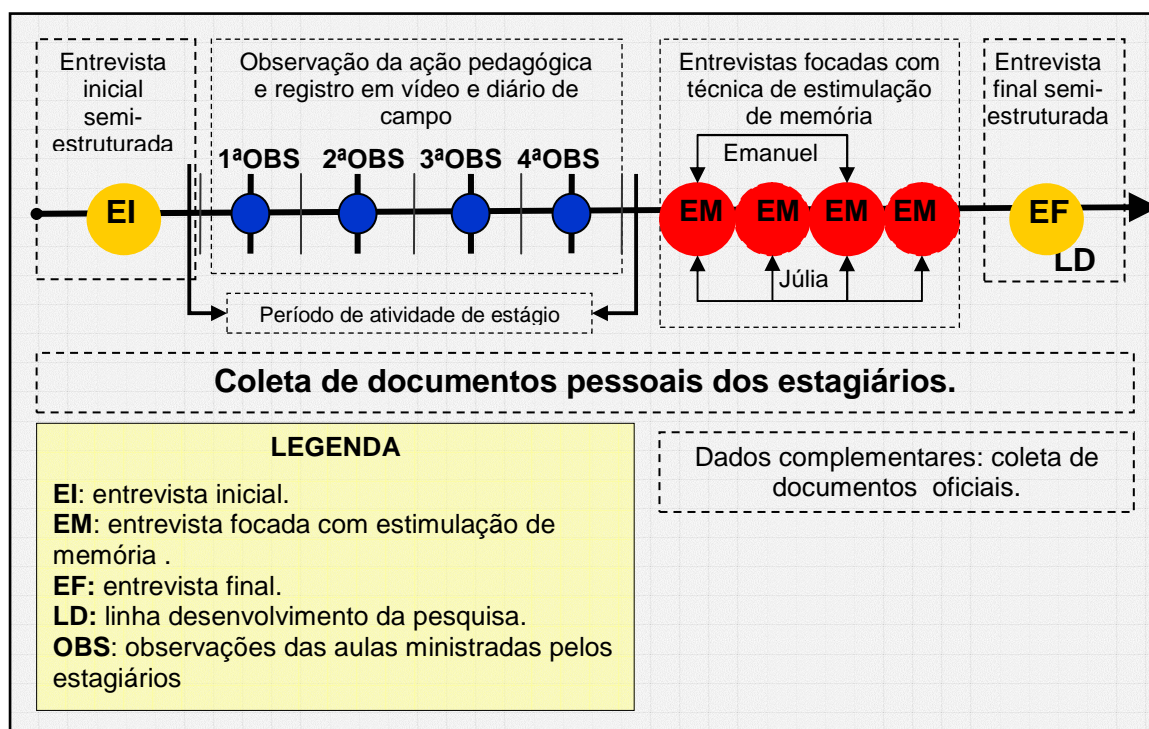 Entrevista
inicial
semi-
estruturada
Observação da ação pedagógica
e registro em vídeo e diário de
campo
Entrevistas focadas com
técnica de estimulação
de memória
Entrevista
final semi-
estruturada
1ªOBS 2ªOBS 3ªOBS 4ªOBS
Emanuel
EI
EM EM EM EM
EF
LD
Júlia
Período de atividade de estágio
Coleta de documentos pessoais dos estagiários.
LEGENDA
EI: entrevista inicial.
EM: entrevista focada com estimulação de
memória .
EF: entrevista final.
LD: linha desenvolvimento da pesquisa.
OBS: observações das aulas ministradas pelos
estagiários
Dados complementares: coleta de
documentos oficiais.